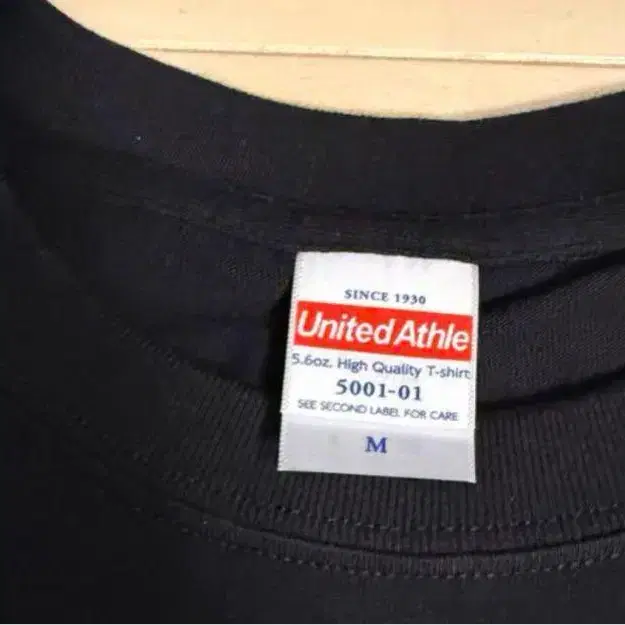 SINCE 1930
United Athle
5.6oz. High Quality T-shirt
5001-01
SEE SECOND LABEL FOR CARE
M